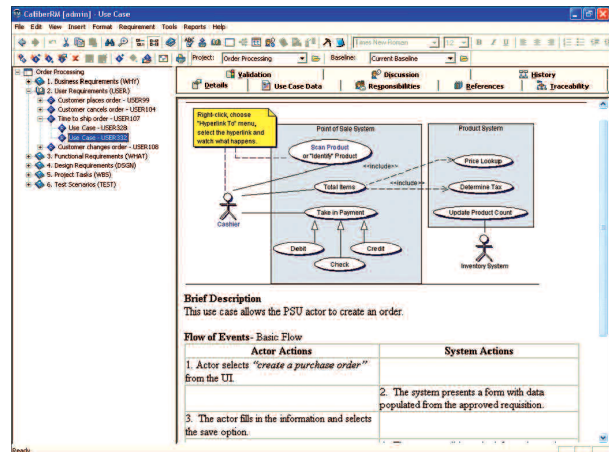 CaliberRM [admin] - Use Case
File Edit View Insert Format Requirement Tools Reports Help
Times New Roman 12 B I U
Project: Order Processing Baseline: Current Baseline
Order Processing
1. Business Requirements (WHY)
2. User Requirements (USER)
Customer places order - USER99
Customer cancels order - USER104
Time to ship order - USER107
Use Case - USER328
Use Case - USER332
Customer changes order - USER108
3. Functional Requirements (WHAT)
4. Design Requirements (DSGN)
5. Project Tasks (WBS)
6. Test Scenarios (TEST)
Validation Discussion History
Details Use Case Data Responsibilities References Traceability
Right-click, choose
"Hyperlink To" menu,
select the hyperlink and
watch what happens.
Point of Sale System
Product System
Scan Product
or "Identify" Product
<<include>>
Price Lookup
Total Items
<<include>>
Determine Tax
Cashier
Take in Payment
Update Product Count
Debit
Credit
Check
Inventory System
Brief Description
This use case allows the PSU actor to create an order.
Flow of Events- Basic Flow
Actor Actions System Actions
1. Actor selects "create a purchase order"
from the UI.
2. The system presents a form with data
populated from the approved requisition.
3. The actor fills in the information and selects
the save option.
Ready